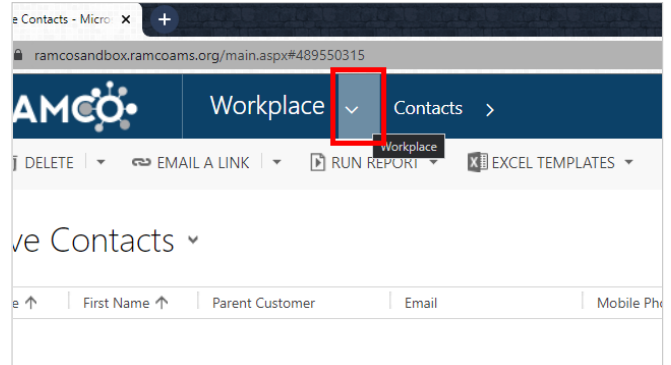 e Contacts - Micro
ramcosandbox.ramcoams.org/main.aspx#489550315
AMCO Workplace Contacts >
Workplace
DELETE EMAIL A LINK RUN REPORT EXCEL TEMPLATES
ve Contacts
e ↑ First Name ↑ Parent Customer Email Mobile Pho